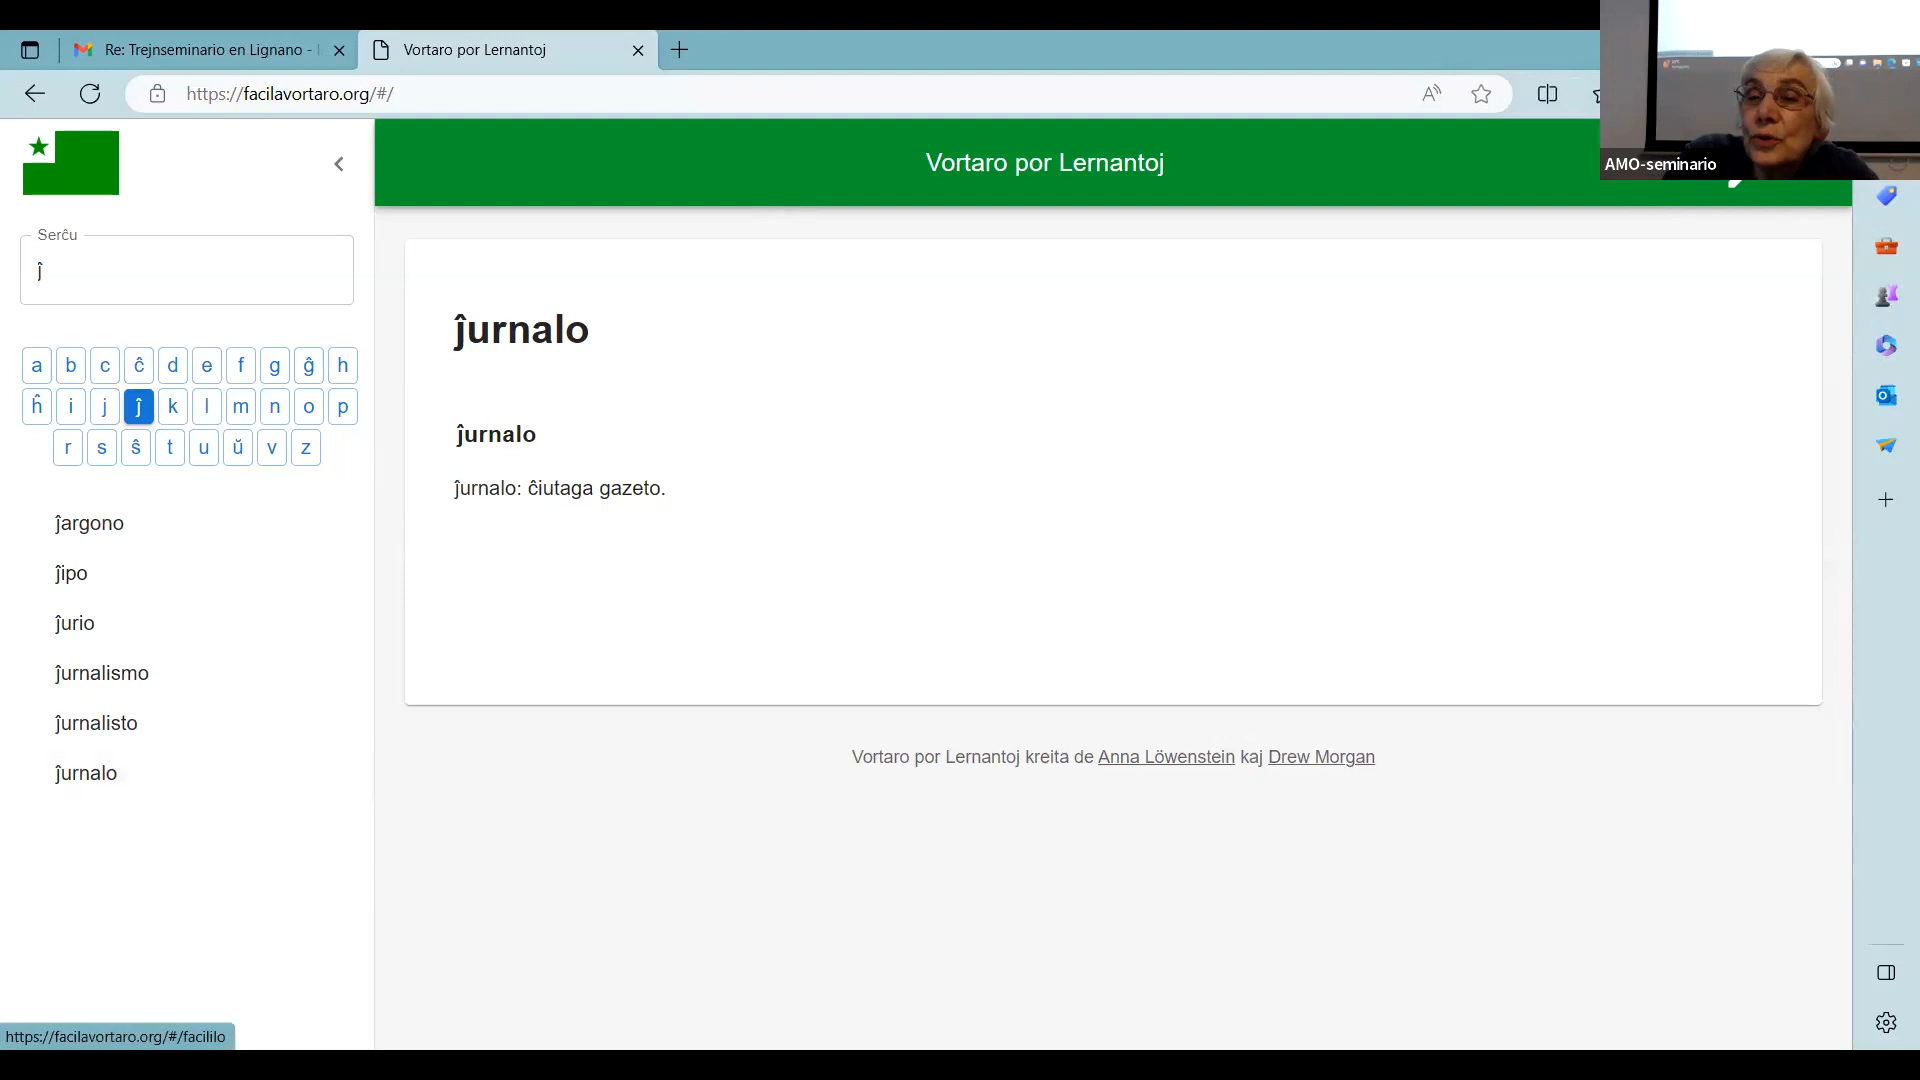 Re: Trejnseminario en Lignano -
Vortaro por Lernantoj
https://facilavortaro.org/#/
AMO-seminario
Vortaro por Lernantoj
Serĉu
ĵ
a b c ĉ d e f g ĝ h
ĥ i j ĵ k l m n o p
r s ŝ t u ŭ v z
ĵargono
ĵipo
ĵurio
ĵurnalismo
ĵurnalisto
ĵurnalo
ĵurnalo
ĵurnalo
ĵurnalo: ĉiutaga gazeto.
Vortaro por Lernantoj kreita de Anna Löwenstein kaj Drew Morgan
https://facilavortaro.org/#/facililo